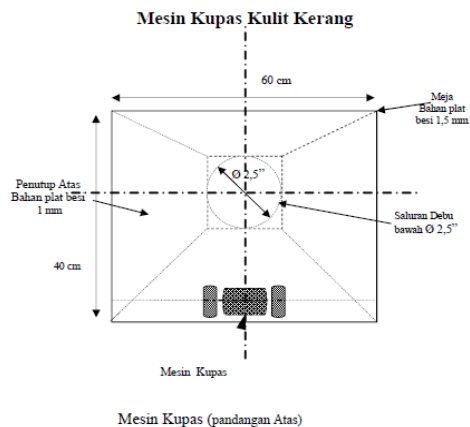 Mesin Kupas Kulit Kerang
60 cm
Meja
Bahan plat
besi 1,5 mm
Ø 2,5”
Penutup Atas
Bahan plat besi
1 mm
Saluran Debu
bawah Ø 2,5”
40 cm
Mesin Kupas
Mesin Kupas (pandangan Atas)